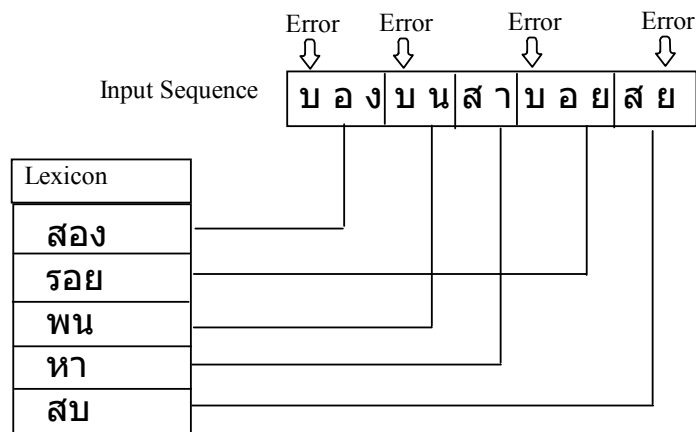 Error Error Error Error
Input Sequence บ อ ง บ น ส า บ อ ย ส ย
Lexicon
สอง
รอย
พน
หา
สบ